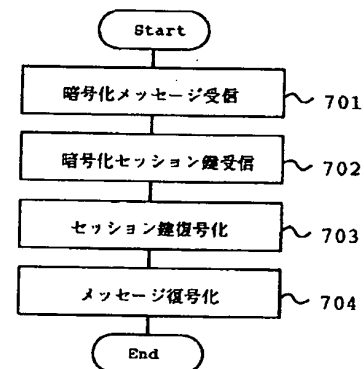 Start
暗号化メッセージ受信
701
暗号化セッション鍵受信
702
セッション鍵復号化
703
メッセージ復号化
704
End